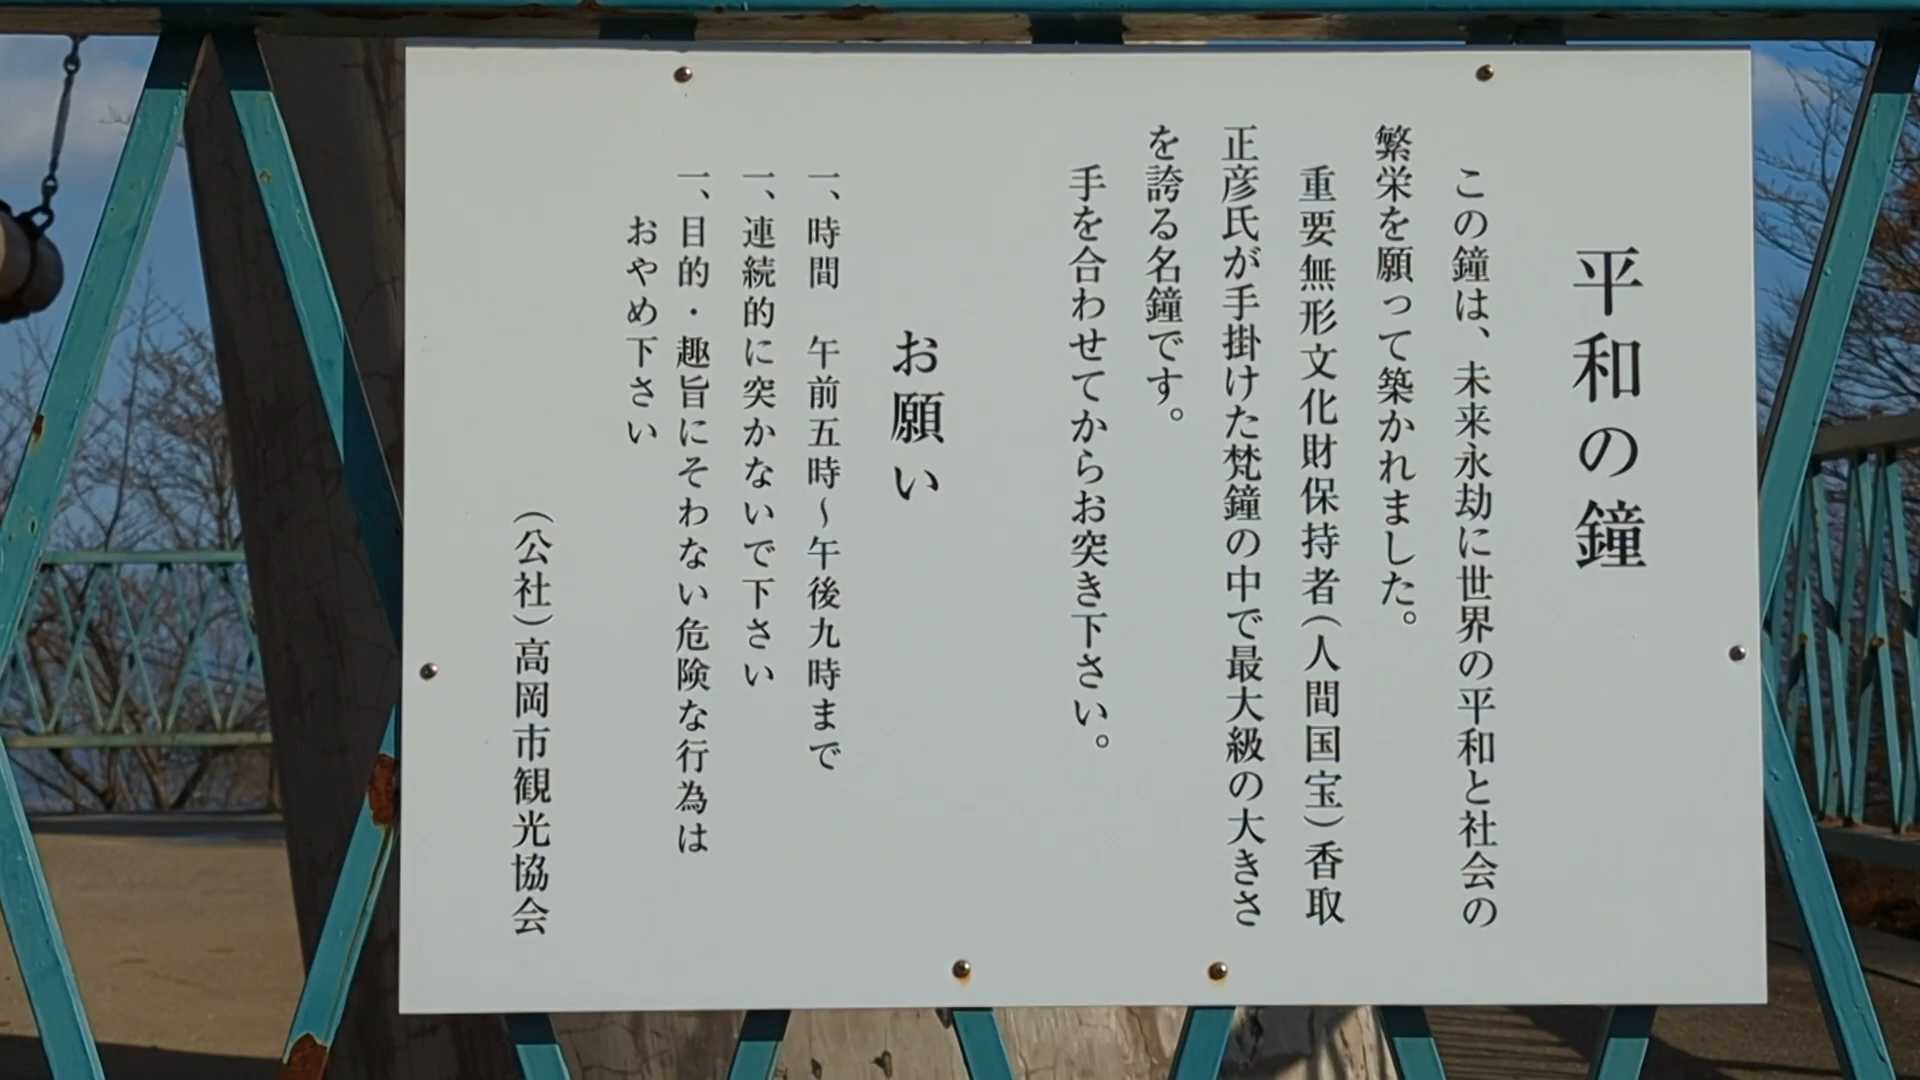 平和の鐘
この鐘は、未来永劫に世界の平和と社会の
繁栄を願って築かれました。
重要無形文化財保持者(人間国宝)香取
正彦氏が手掛けた梵鐘の中で最大級の大きさ
を誇る名鐘です。
手を合わせてからお突き下さい。
お願い
一、時間　午前五時〜午後九時まで
一、連続的に突かないで下さい
一、目的・趣旨にそわない危険な行為は
おやめ下さい
(公社)高岡市観光協会